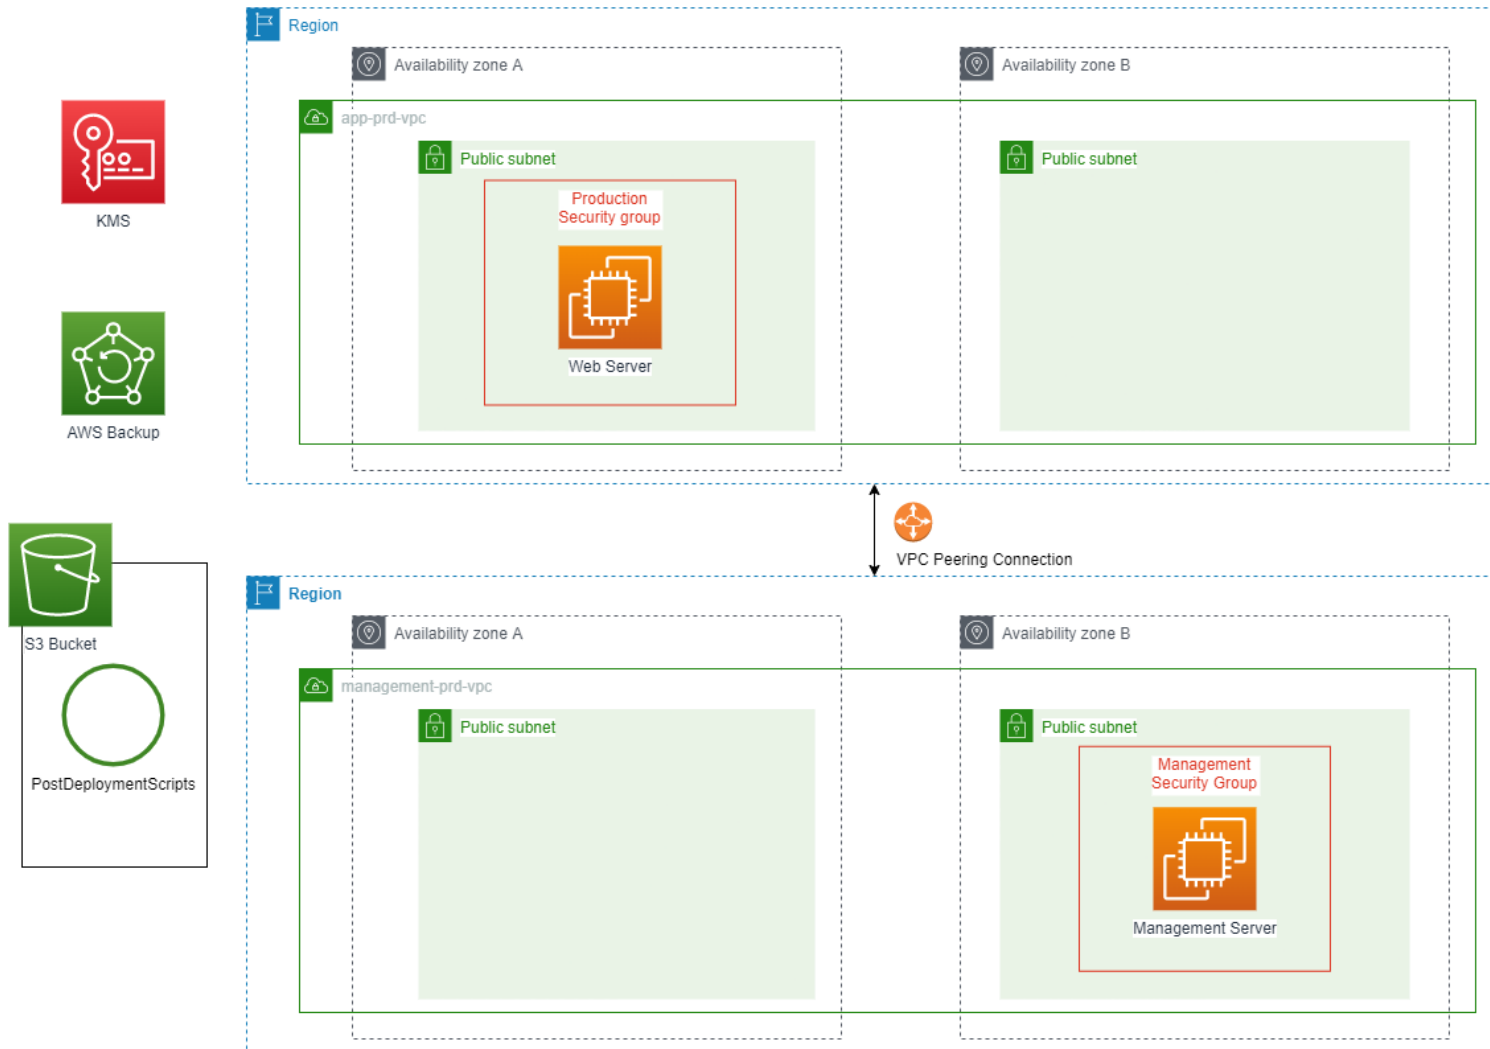 Region
Availability zone A
Availability zone B
app-prd-vpc
Public subnet
Public subnet
Production
Security group
Web Server
KMS
AWS Backup
VPC Peering Connection
S3 Bucket
PostDeploymentScripts
Region
Availability zone A
Availability zone B
management-prd-vpc
Public subnet
Public subnet
Management
Security Group
Management Server